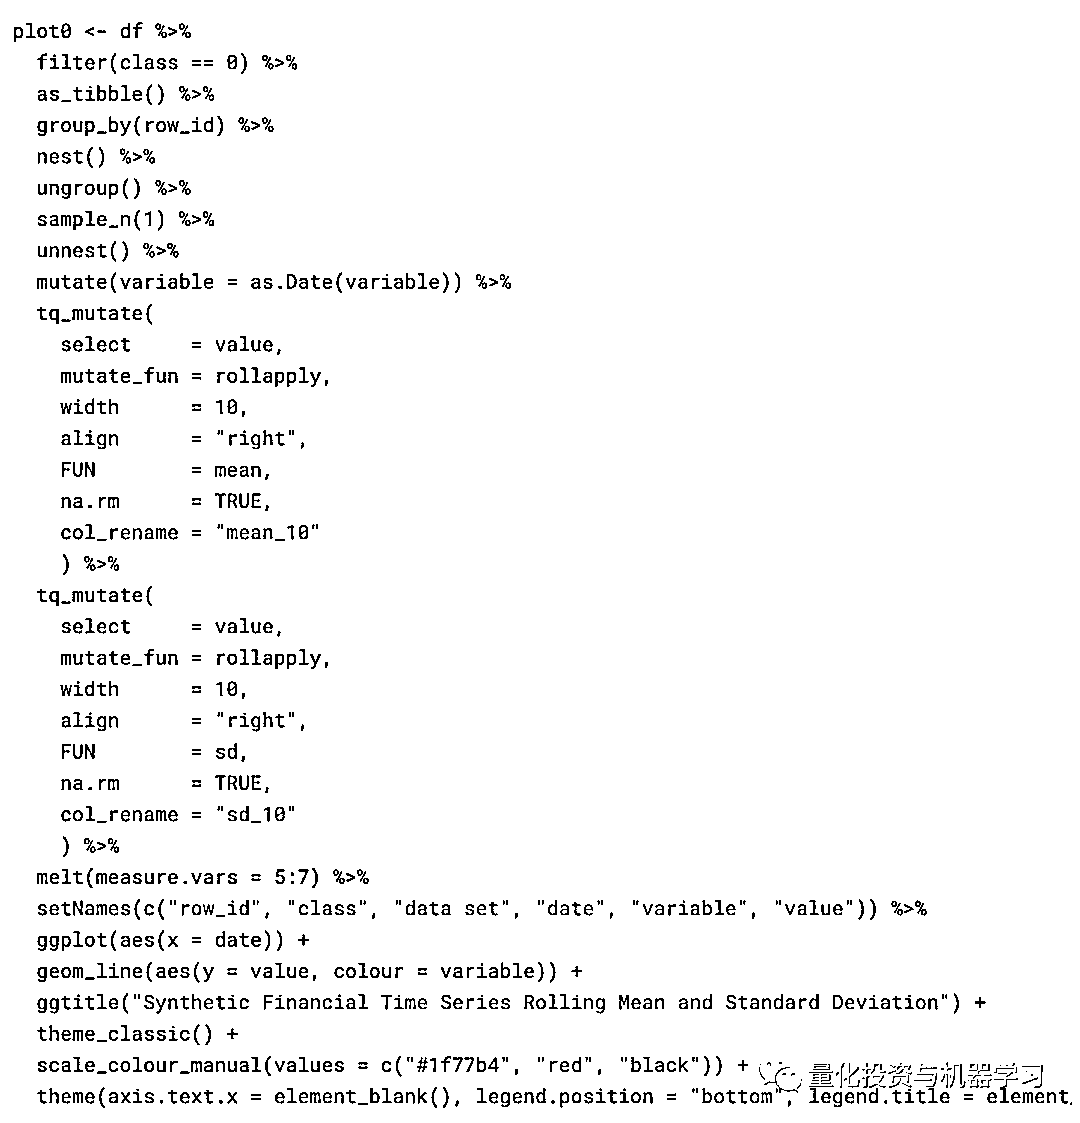 plot0 <- df %>%
  filter(class == 0) %>%
  as_tibble() %>%
  group_by(row_id) %>%
  nest() %>%
  ungroup() %>%
  sample_n(1) %>%
  unnest() %>%
  mutate(variable = as.Date(variable)) %>%
  tq_mutate(
    select     = value,
    mutate_fun = rollapply,
    width      = 10,
    align      = "right",
    FUN        = mean,
    na.rm      = TRUE,
    col_rename = "mean_10"
    ) %>%
  tq_mutate(
    select     = value,
    mutate_fun = rollapply,
    width      = 10,
    align      = "right",
    FUN        = sd,
    na.rm      = TRUE,
    col_rename = "sd_10"
    ) %>%
  melt(measure.vars = 5:7) %>%
  setNames(c("row_id", "class", "data set", "date", "variable", "value")) %>%
  ggplot(aes(x = date)) +
  geom_line(aes(y = value, colour = variable)) +
  ggtitle("Synthetic Financial Time Series Rolling Mean and Standard Deviation") +
  theme_classic() +
  scale_colour_manual(values = c("#1f77b4", "red", "black")) +
量化投资与机器学习
  theme(axis.text.x = element_blank(), legend.position = "bottom", legend.title = element_